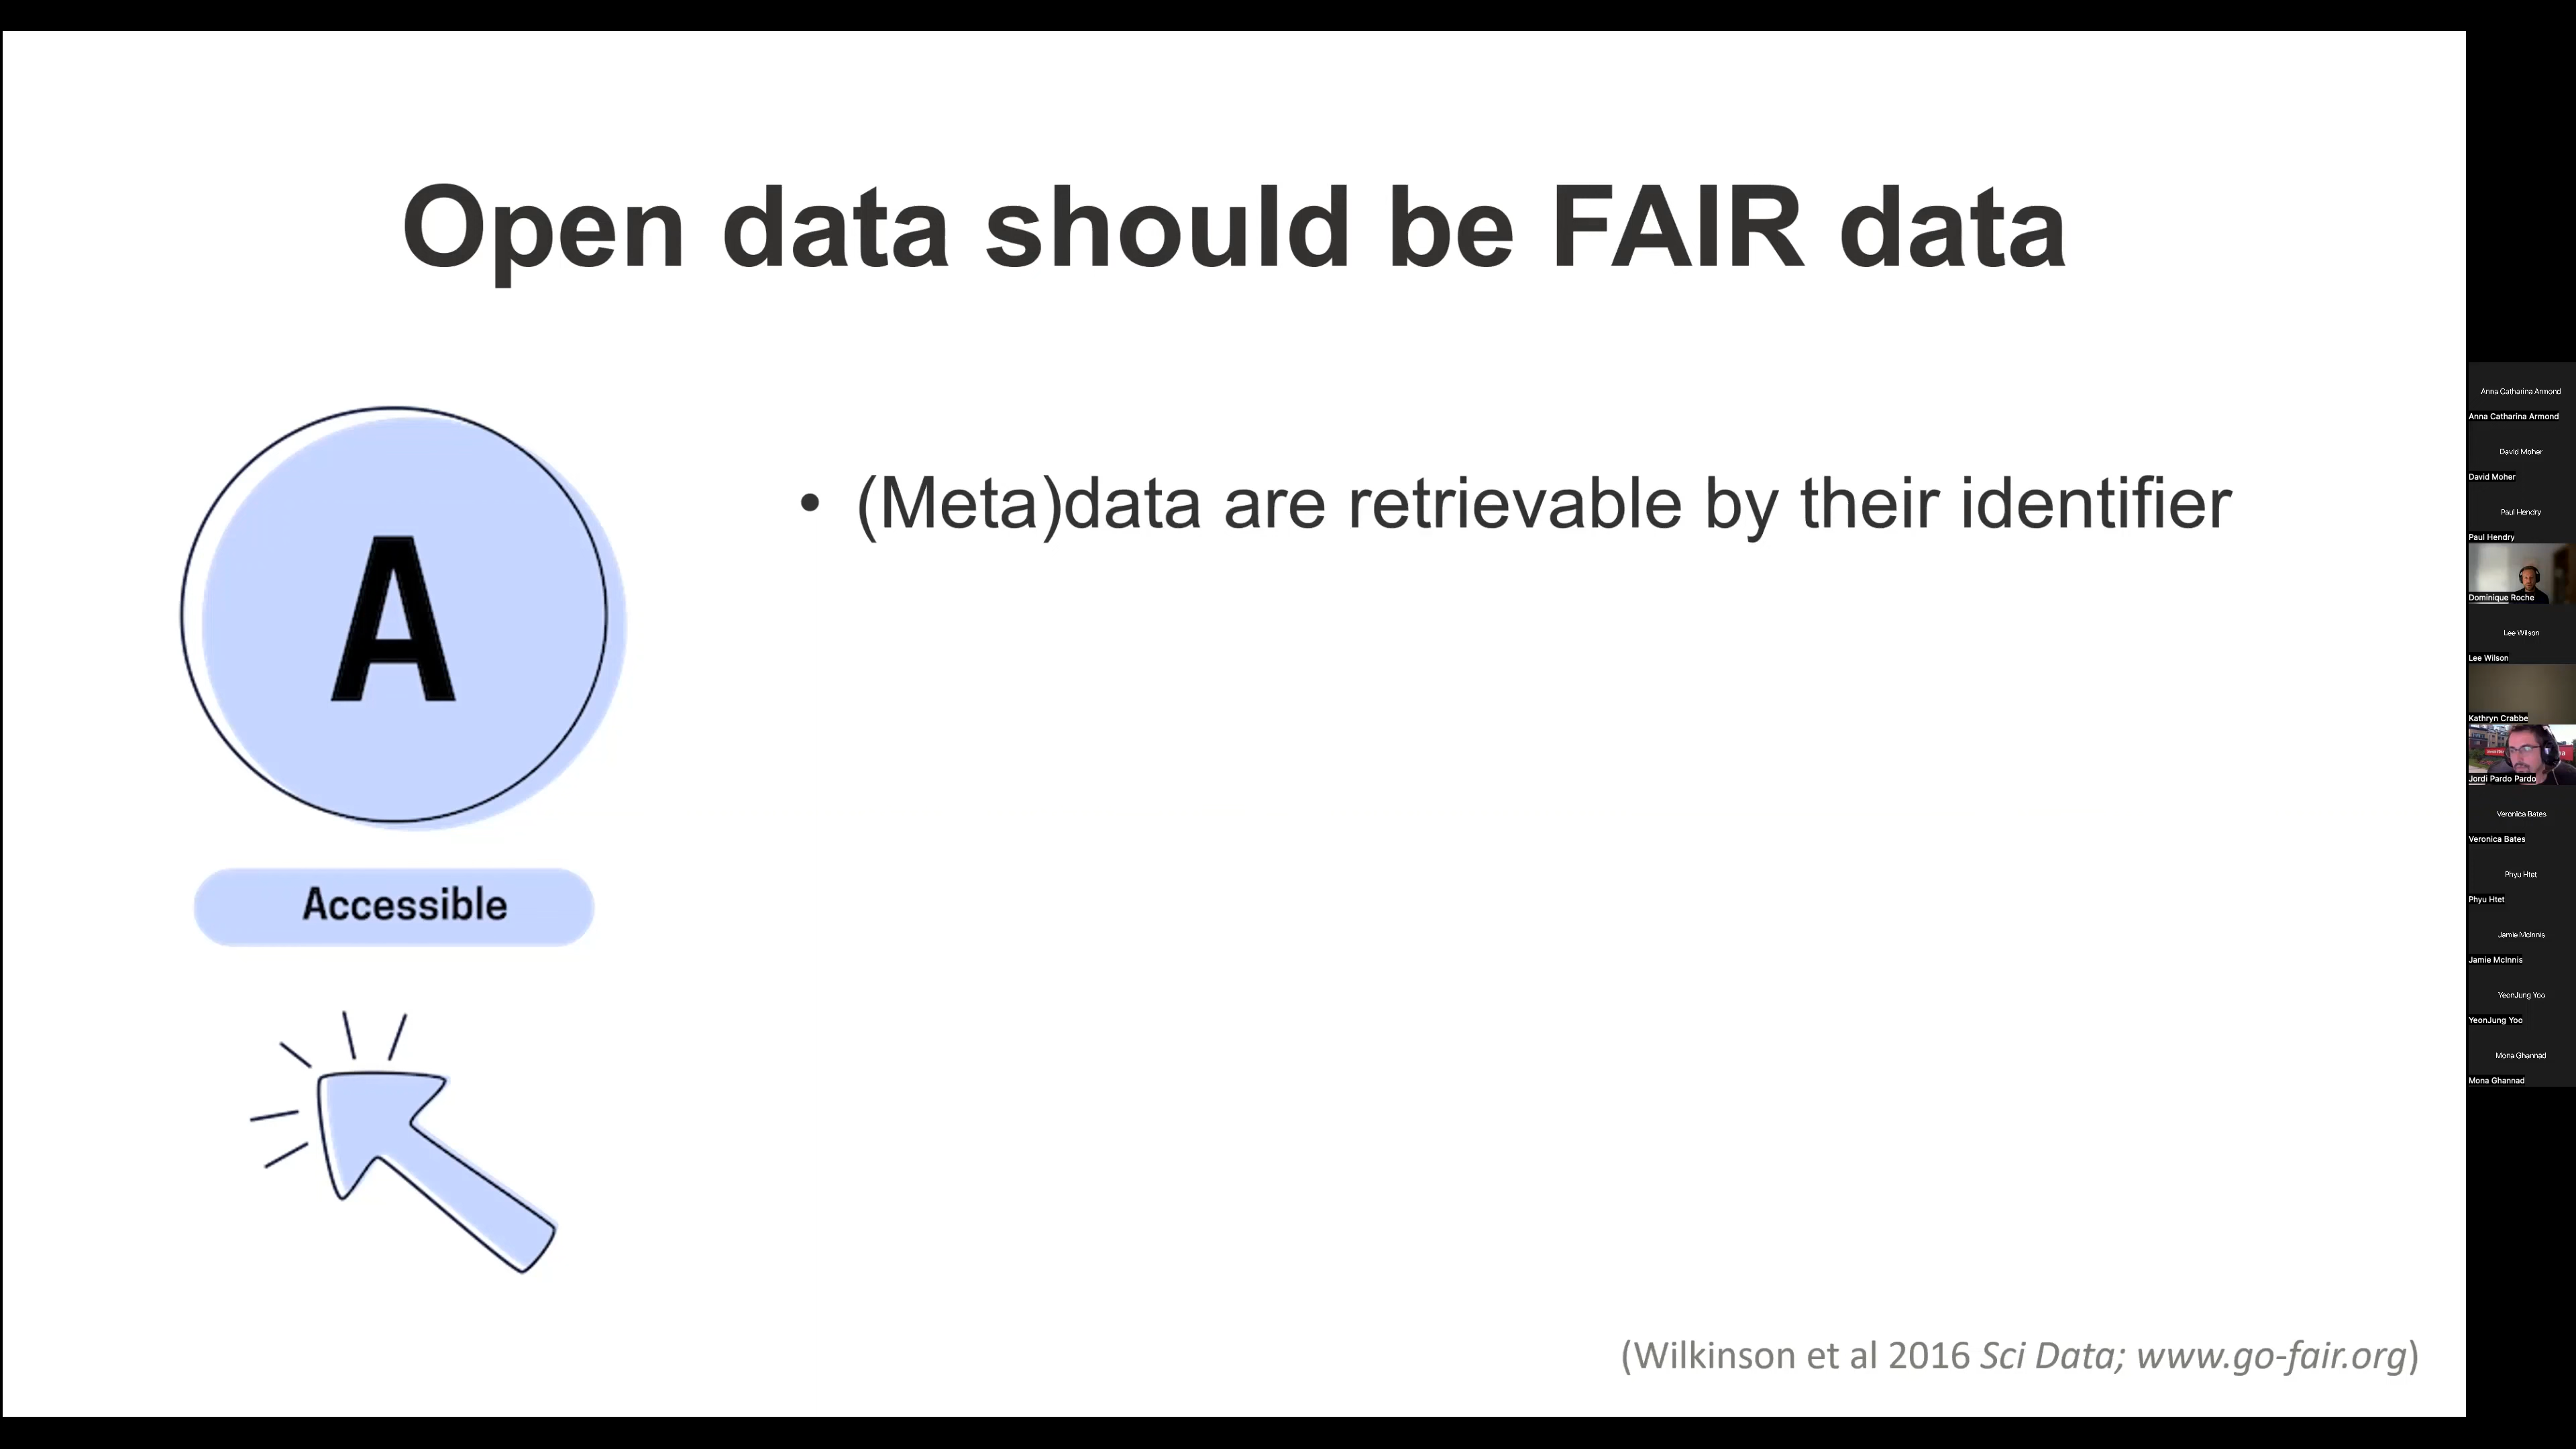 Open data should be FAIR data
A
Accessible
• (Meta)data are retrievable by their identifier
(Wilkinson et al 2016 Sci Data; www.go-fair.org)
Anna Catharina Armond
Anna Catharina Armond
David Moher
David Moher
Paul Hendry
Paul Hendry
Dominique Roche
Lee Wilson
Lee Wilson
Kathryn Crabbe
Jordi Pardo Pardo
Veronica Bates
Veronica Bates
Phyu Htet
Phyu Htet
Jamie McInnis
Jamie McInnis
YeonJung Yoo
YeonJung Yoo
Mona Ghannad
Mona Ghannad